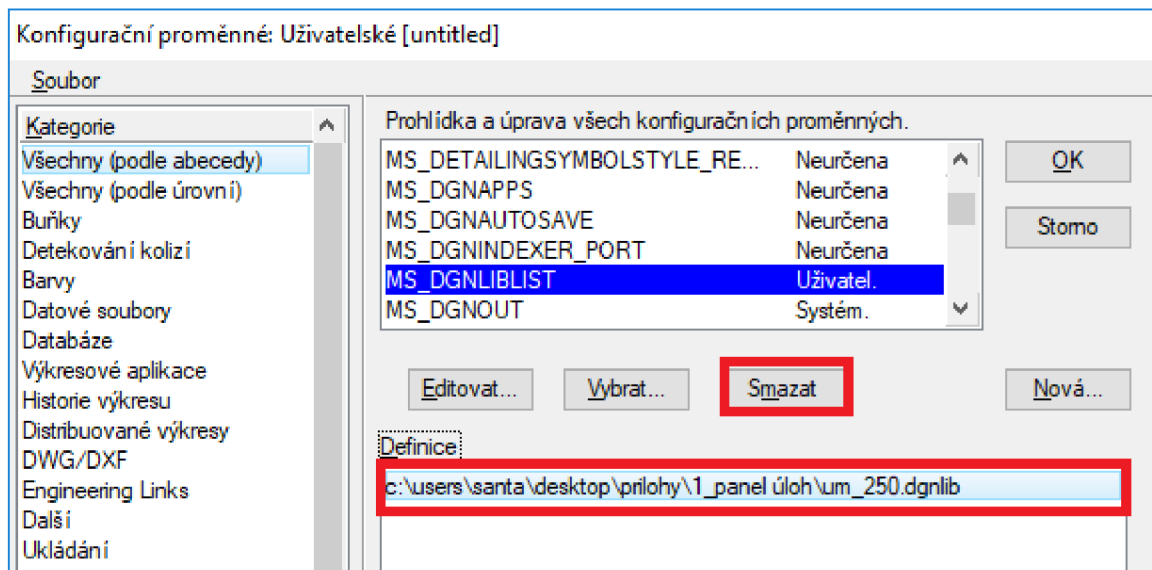 Konfigurační proměnné: Uživatelské [untitled]
Soubor
Kategorie
Všechny (podle abecedy)
Všechny (podle úrovní)
Buňky
Detekování kolizí
Barvy
Datové soubory
Databáze
Výkresové aplikace
Historie výkresu
Distribuované výkresy
DWG/DXF
Engineering Links
Další
Ukládání
Prohlídka a úprava všech konfiguračních proměnných.
MS_DETAILINGSYMBOLSTYLE_RE... Neurčena
MS_DGNAPPS Neurčena
MS_DGNAUTOSAVE Neurčena
MS_DGNINDEXER_PORT Neurčena
MS_DGNLIBLIST Uživatel.
MS_DGNOUT Systém.
OK
Storno
Editovat... Vybrat... Smazat Nová...
Definice
c:\users\santa\desktop\prilohy\1_panel úloh\um_250.dgnlib